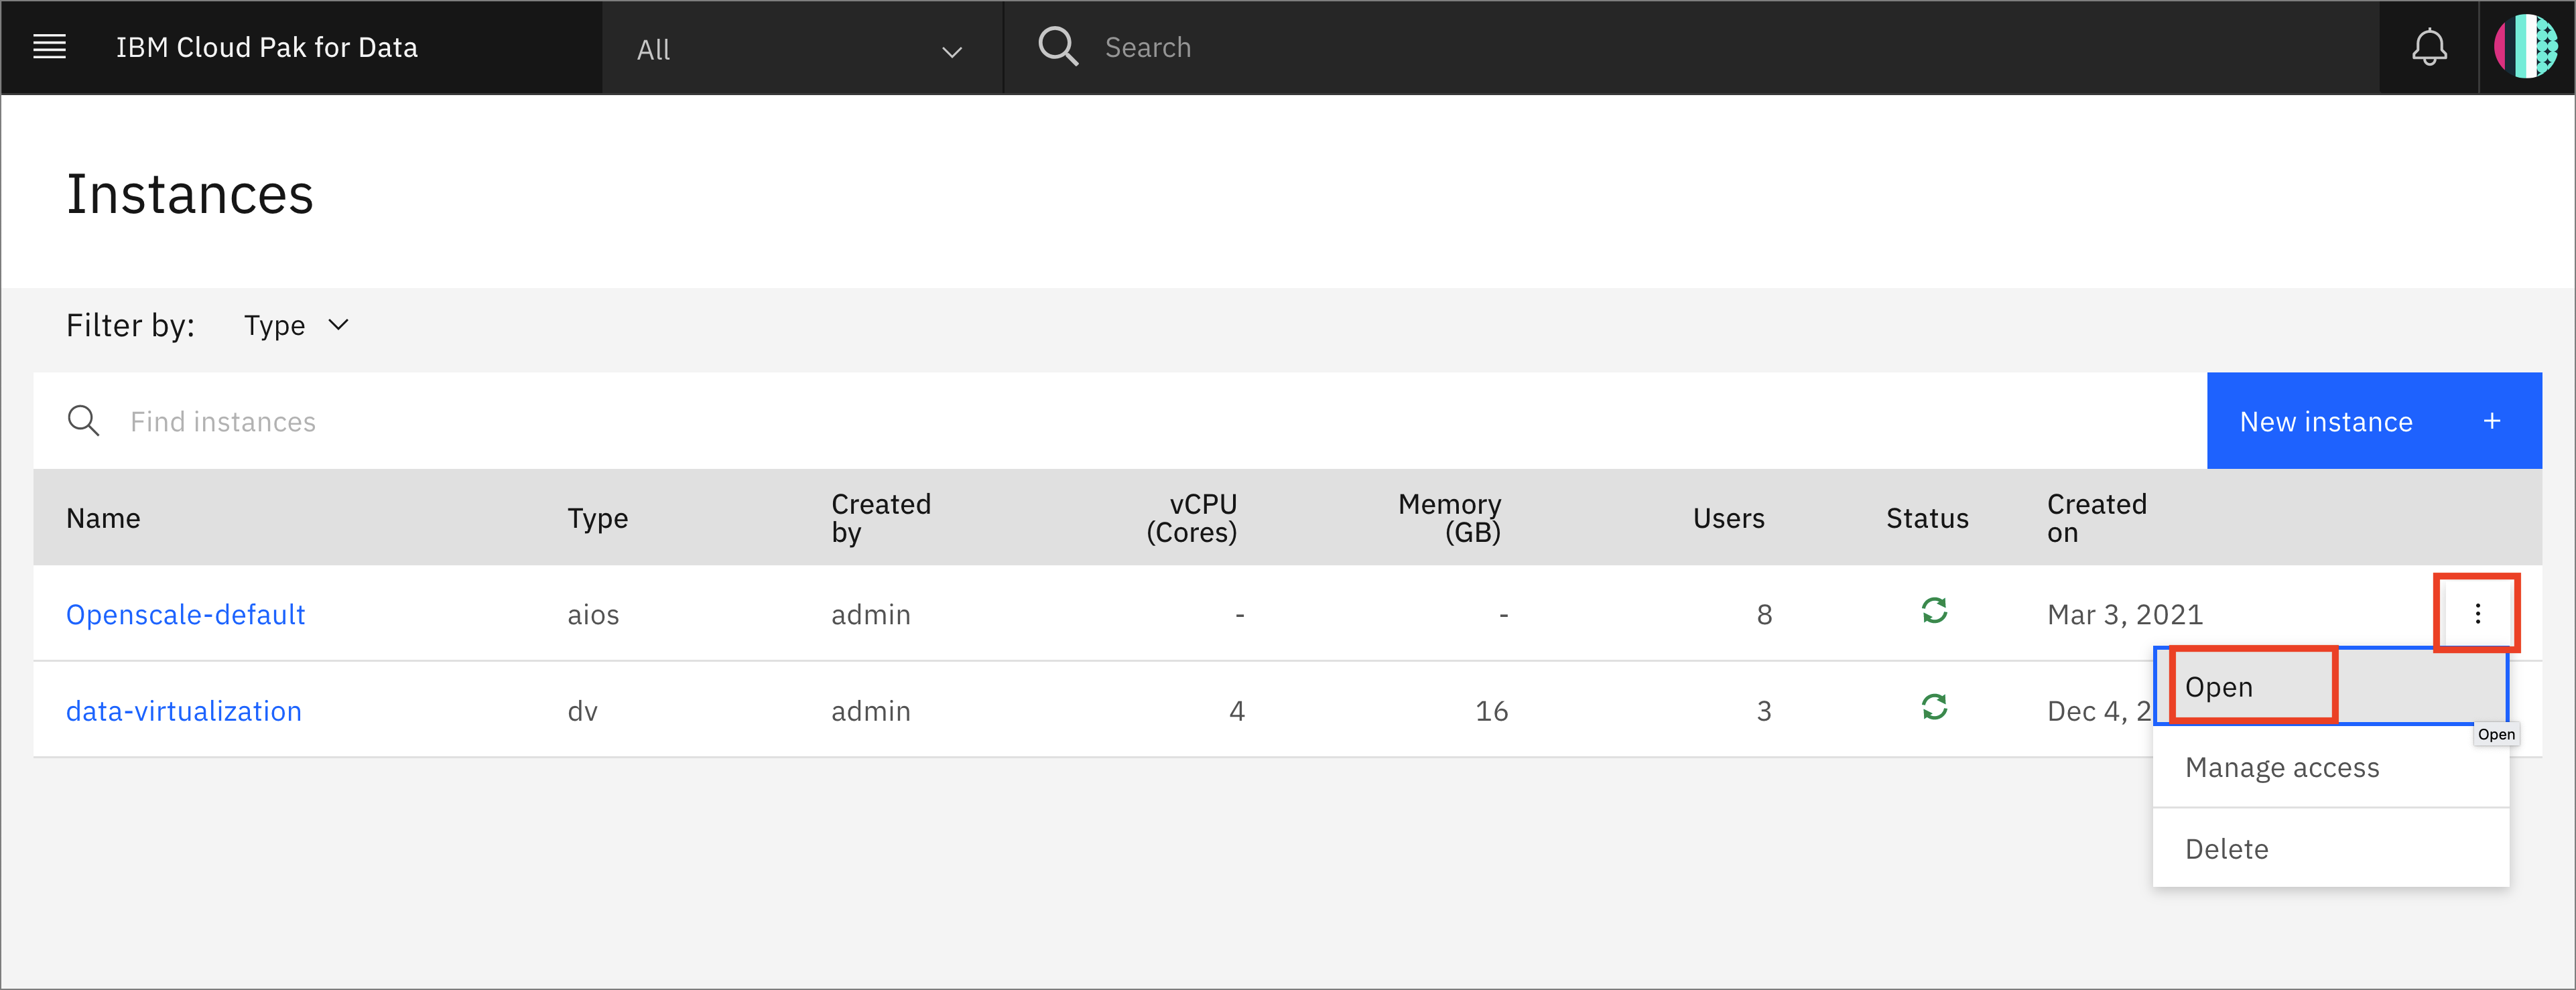 IBM Cloud Pak for Data
All
Search
Instances
Filter by: Type
Find instances
New instance +
Name Type Created by vCPU (Cores) Memory (GB) Users Status Created on
Openscale-default aios admin - - 8 Mar 3, 2021
data-virtualization dv admin 4 16 3 Dec 4, 2
Open
Open
Manage access
Delete